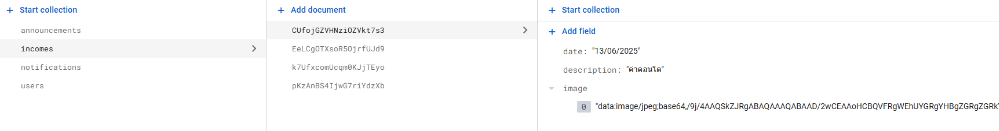 Start collection
announcements
incomes
notifications
users
Add document
CUfojGZVHNziOZVkt7s3
EeLCgOTXsoR5OjrfUJd9
k7UfxcomUcqm0KJjTEyo
pKzAnBS4IjwG7riYdzXb
Start collection
Add field
date: "13/06/2025"
description: "ค่าคอนโด"
image
0 "data:image/jpeg;base64,/9j/4AAQSkZJRgABAQAAAQABAAD/2wCEAAoHCBQVFRgWEhUYGRgYHBgZGRgZGRk